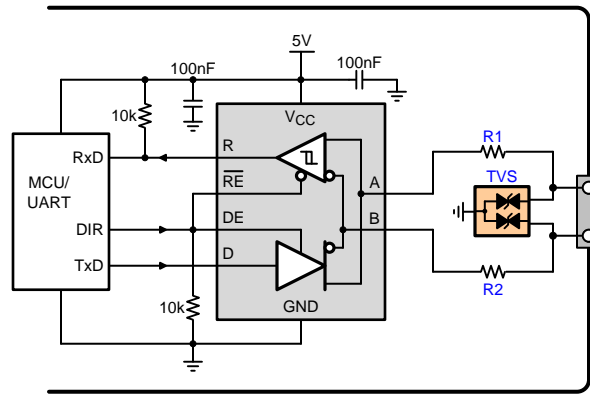 5V
100nF
100nF
10k
VCC
R1
RxD
R
TVS
MCU/
UART
RE
A
DIR
DE
B
TxD
D
R2
10k
GND